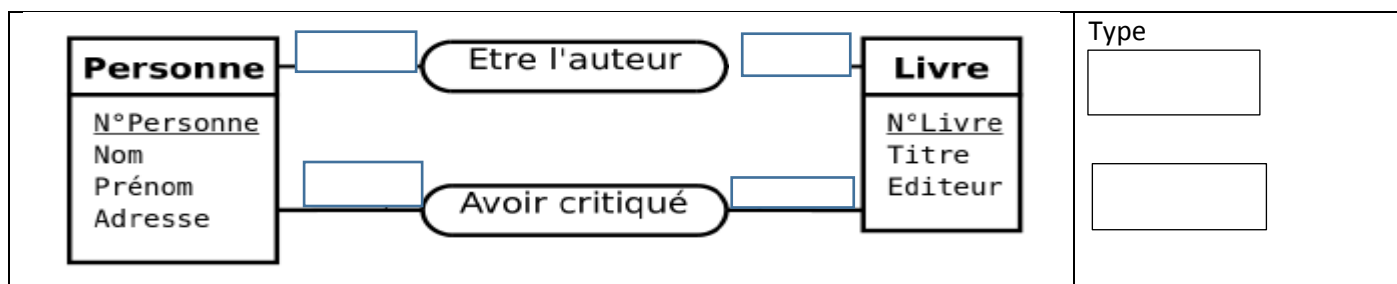 Type
Personne
Etre l'auteur
Livre
N°Personne
Nom
Prénom
Adresse
N°Livre
Titre
Editeur
Avoir critiqué